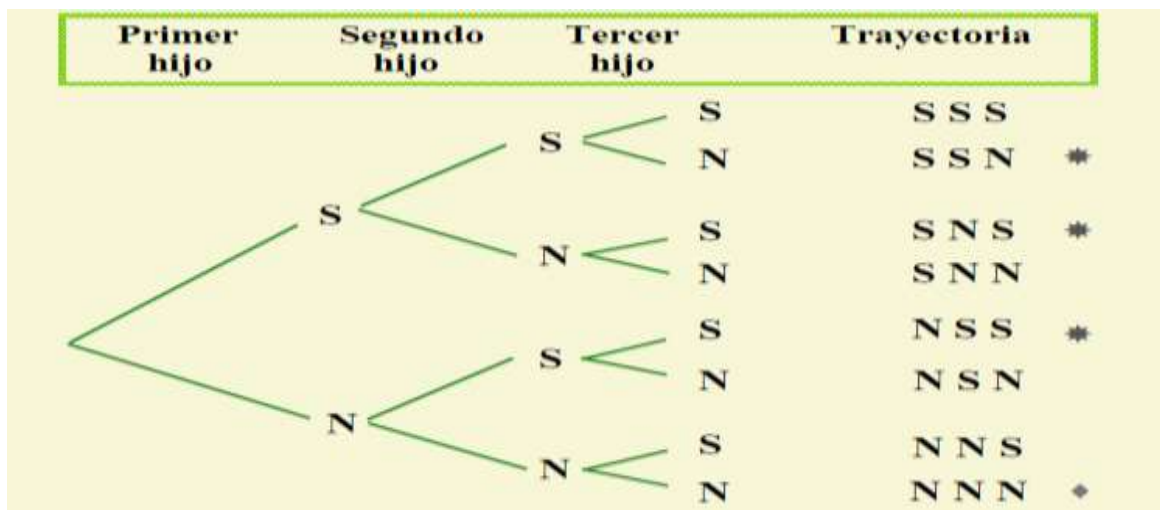 Primer hijo Segundo hijo Tercer hijo Trayectoria
S S S S
S
N S S N
S
S S N S
N
N S N N
S N S S
S
N N S N
N
S N N S
N
N N N N